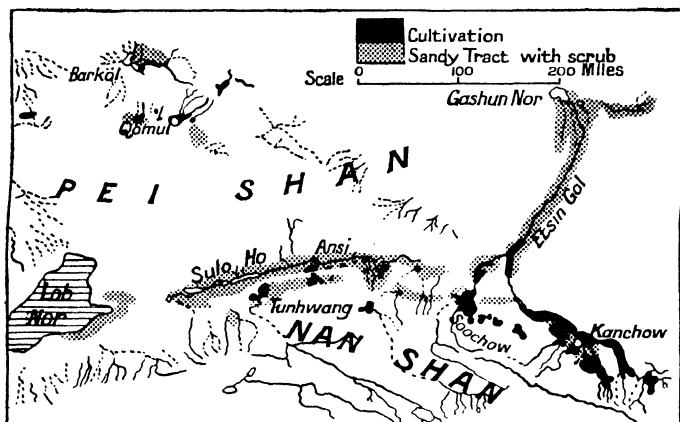 Cultivation
Sandy Tract with scrub
Scale 0 100 200 Miles
Barkol
Gashun Nor
Qomul
PEI SHAN
Etsin Gol
Sulo Ho
Ansi
Lob
Nor
Tunhwang
Soochow
Kanchow
NAN
SHAN